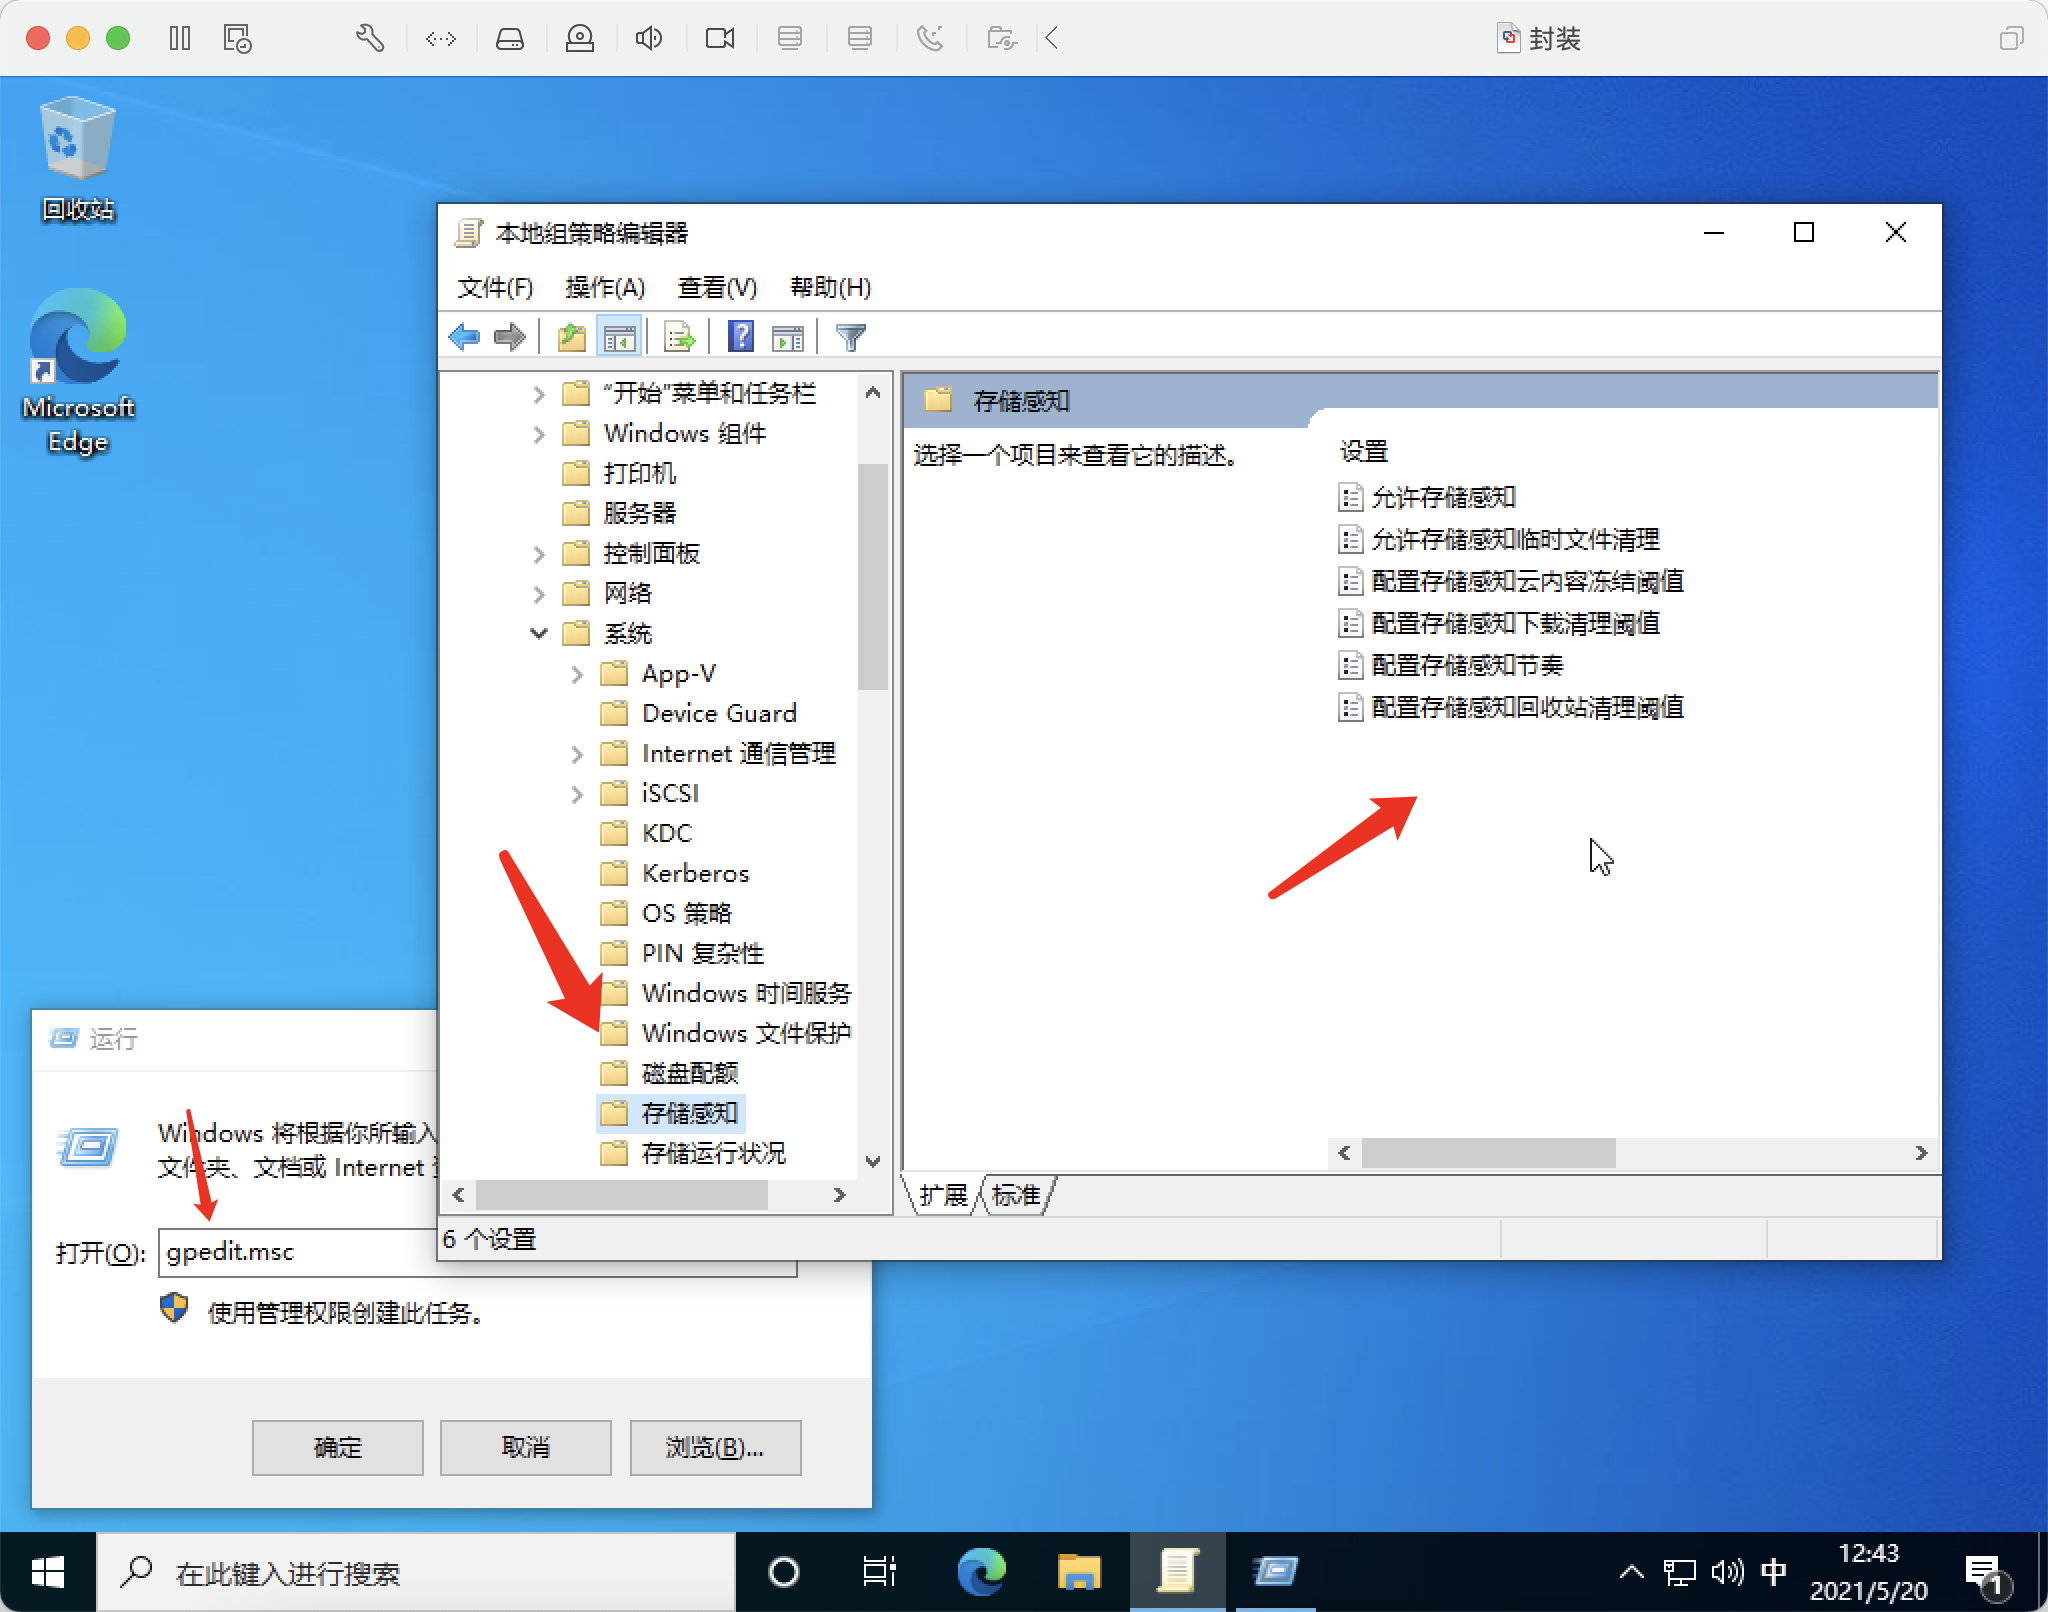 封装
回收站
Microsoft
Edge
本地组策略编辑器
文件(F) 操作(A) 查看(V) 帮助(H)
“开始”菜单和任务栏
Windows 组件
打印机
服务器
控制面板
网络
系统
App-V
Device Guard
Internet 通信管理
iSCSI
KDC
Kerberos
OS 策略
PIN 复杂性
Windows 时间服务
Windows 文件保护
磁盘配额
存储感知
存储运行状况
存储感知
选择一个项目来查看它的描述。
设置
允许存储感知
允许存储感知临时文件清理
配置存储感知云内容冻结阈值
配置存储感知下载清理阈值
配置存储感知节奏
配置存储感知回收站清理阈值
扩展 标准
6 个设置
运行
Windows 将根据你所输入
文件夹、文档或 Internet
打开(O): gpedit.msc
使用管理权限创建此任务。
确定 取消 浏览(B)...
在此键入进行搜索
中
12:43
2021/5/20
1